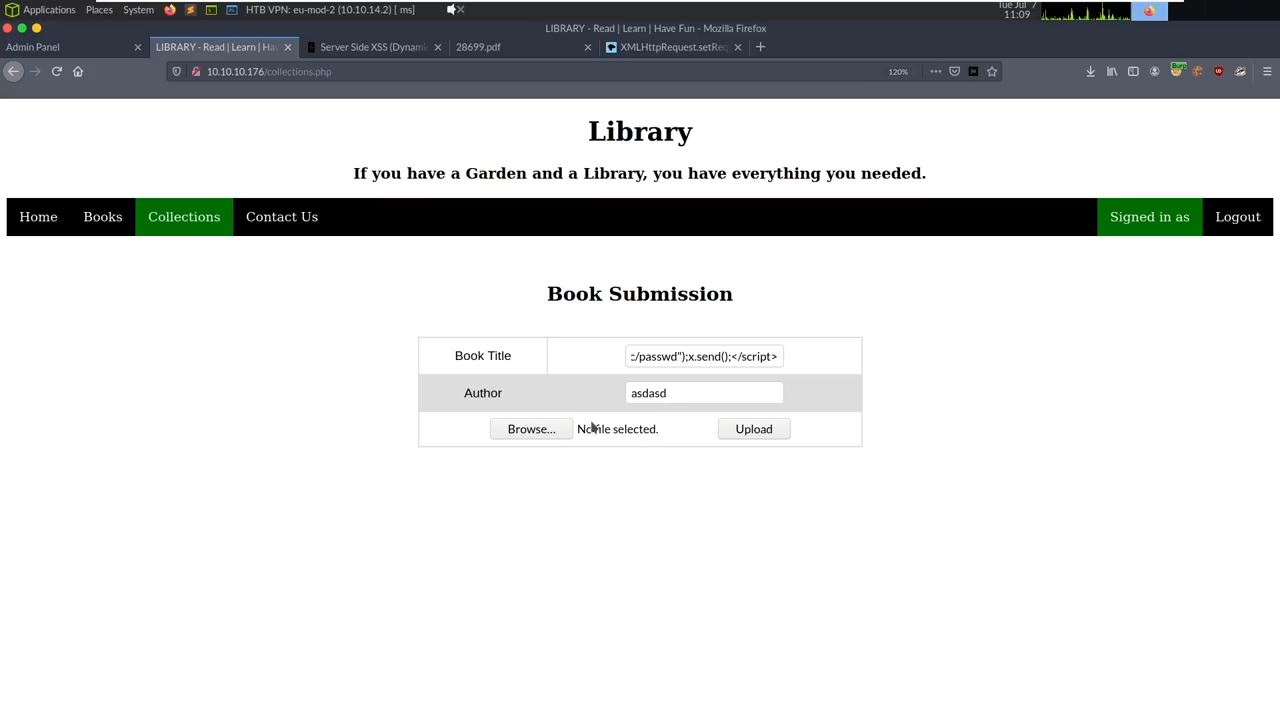 Applications Places System HTB VPN: eu-mod-2 (10.10.14.2) [ ms] Tue Jul 7
11:09
LIBRARY - Read | Learn | Have Fun - Mozilla Firefox
Admin Panel LIBRARY - Read | Learn | Ha Server Side XSS (Dynami 28699.pdf XMLHttpRequest.setReq
10.10.10.176/collections.php 120%
Burp
Library
If you have a Garden and a Library, you have everything you needed.
Home Books Collections Contact Us Signed in as Logout
Book Submission
Book Title c/passwd");x.send();</script>
Author asdasd
Browse... No file selected. Upload